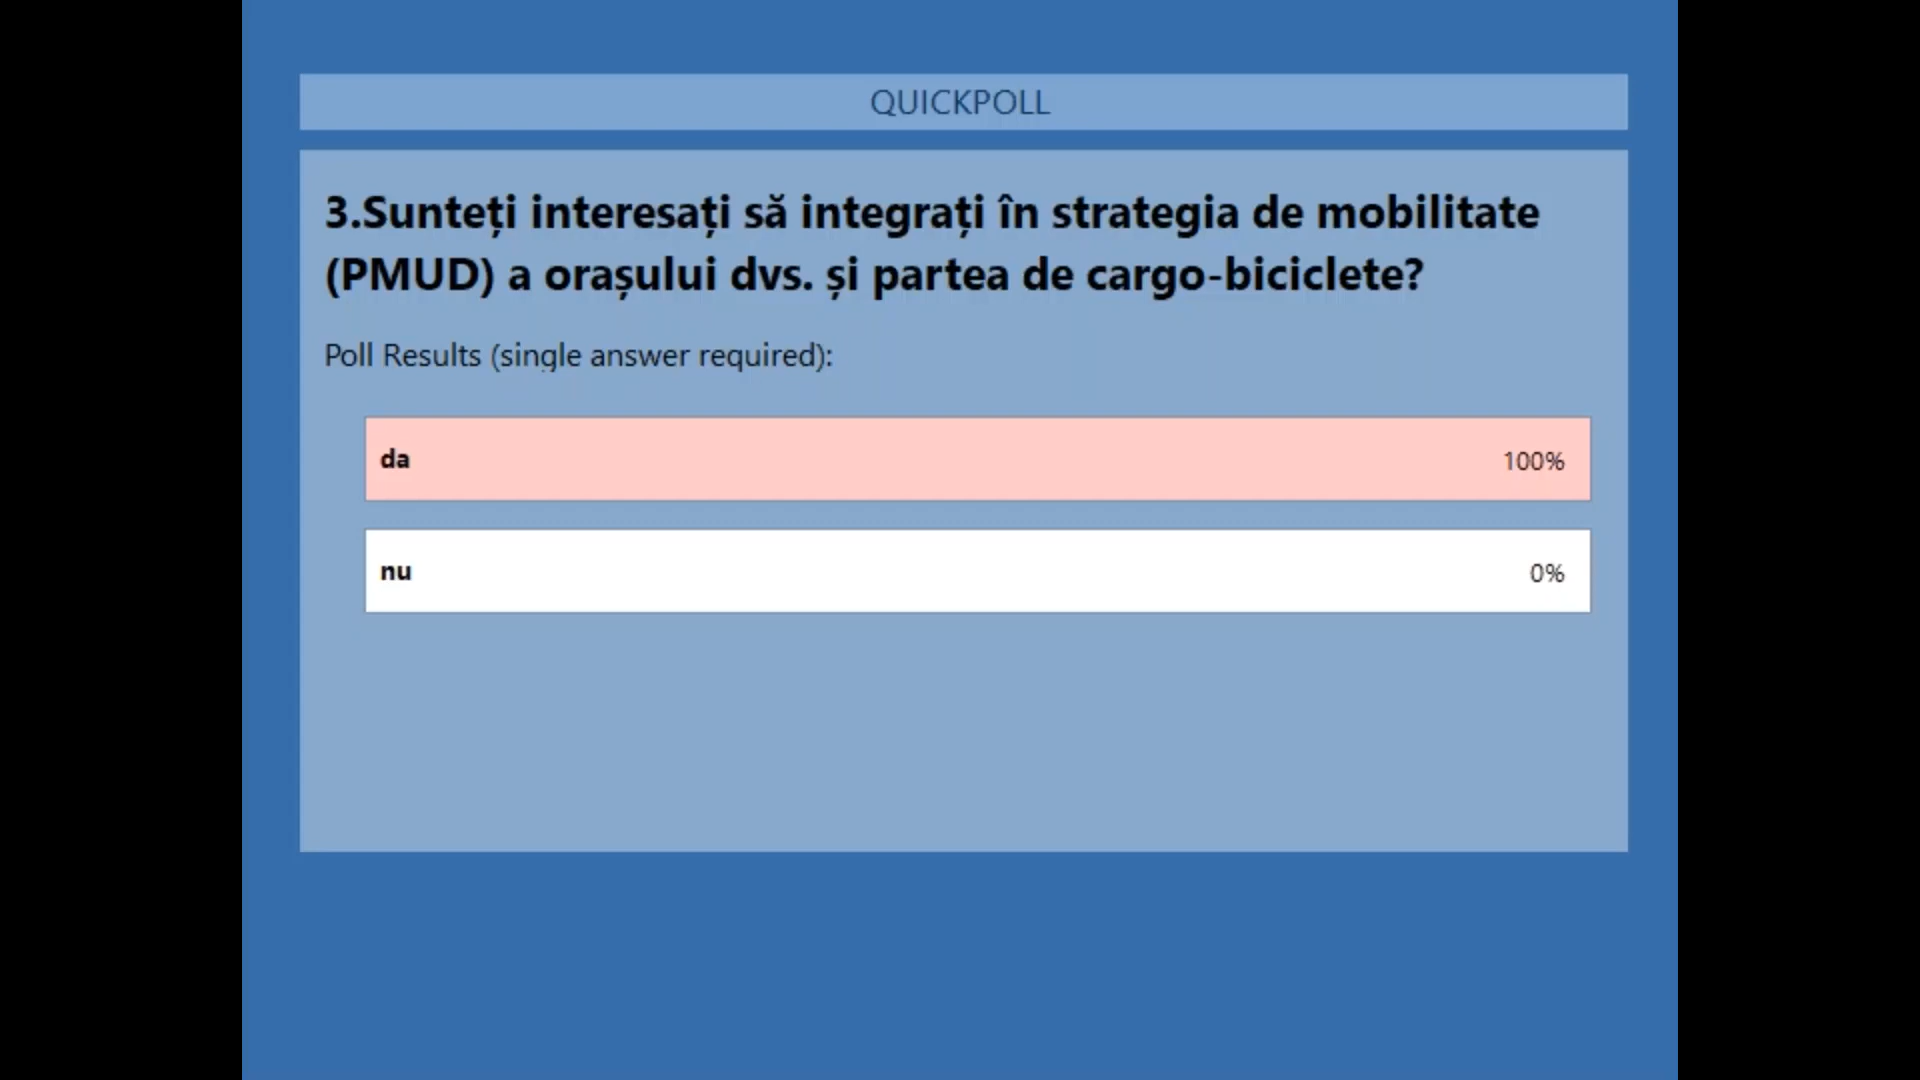 QUICKPOLL
3.Sunteți interesați să integrați în strategia de mobilitate
(PMUD) a orașului dvs. și partea de cargo-biciclete?
Poll Results (single answer required):
da 100%
nu 0%